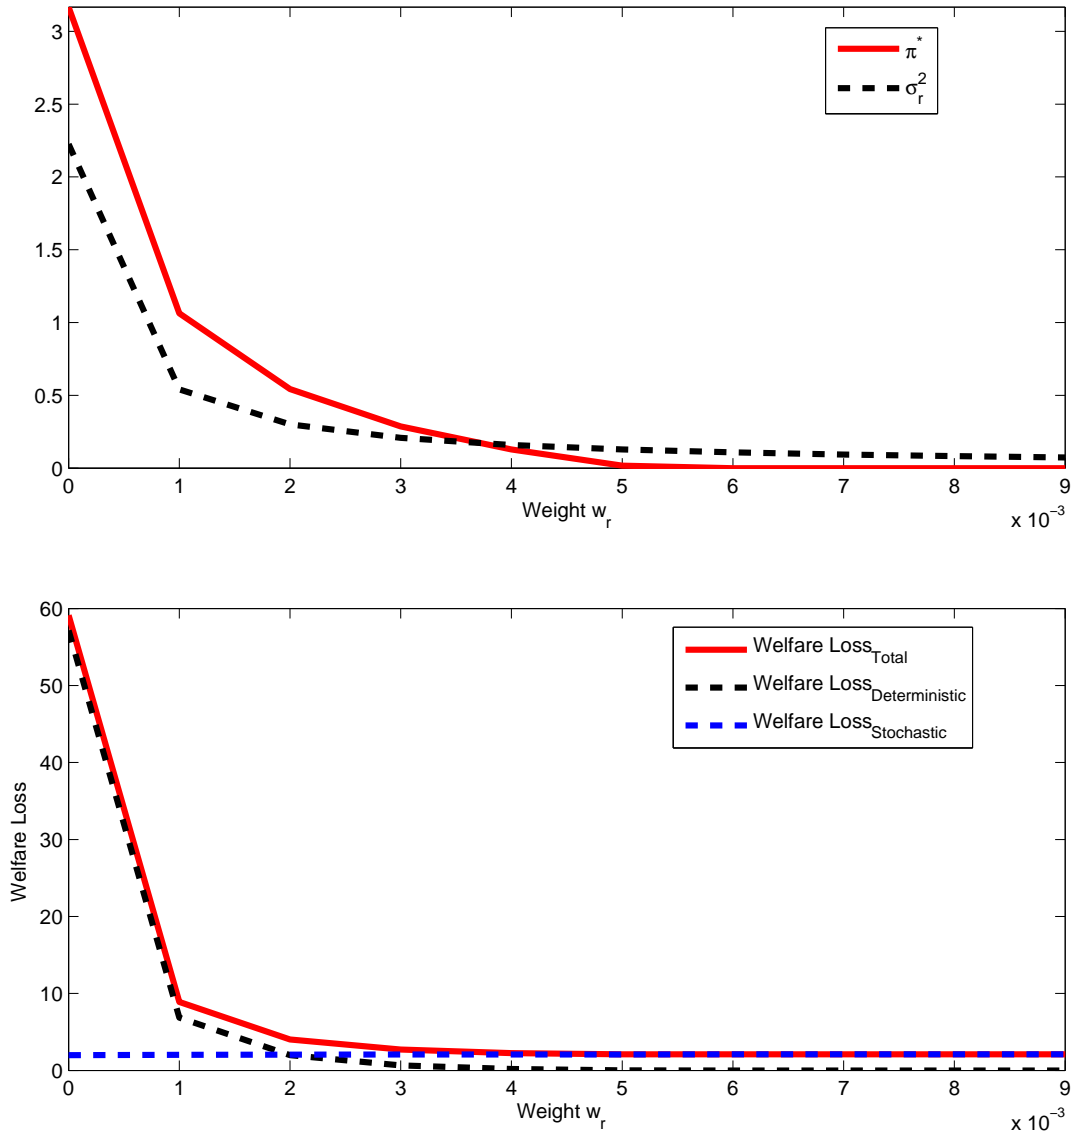 3
2.5
2
1.5
1
0.5
0
π*
σr2
0 1 2 3 4 5 6 7 8 9
Weight wr
x 10−3
60
50
40
30
20
10
0
Welfare Loss
Welfare LossTotal
Welfare LossDeterministic
Welfare LossStochastic
0 1 2 3 4 5 6 7 8 9
Weight wr
x 10−3